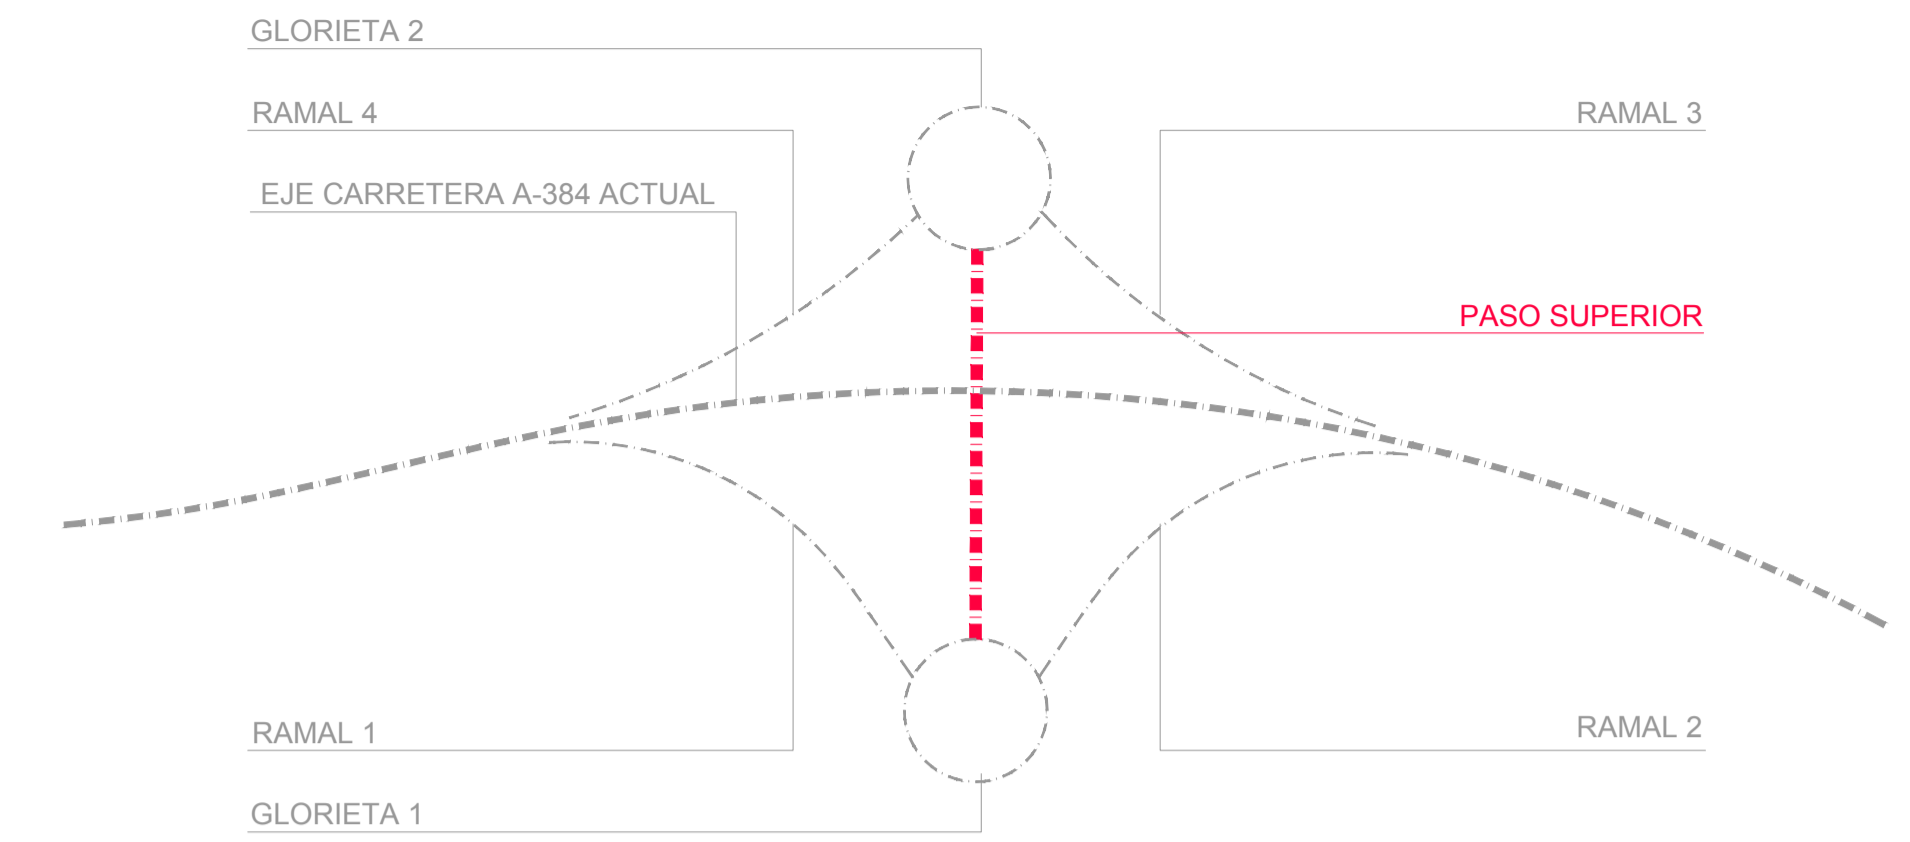 GLORIETA 2
RAMAL 4
RAMAL 3
EJE CARRETERA A-384 ACTUAL
PASO SUPERIOR
RAMAL 1
RAMAL 2
GLORIETA 1